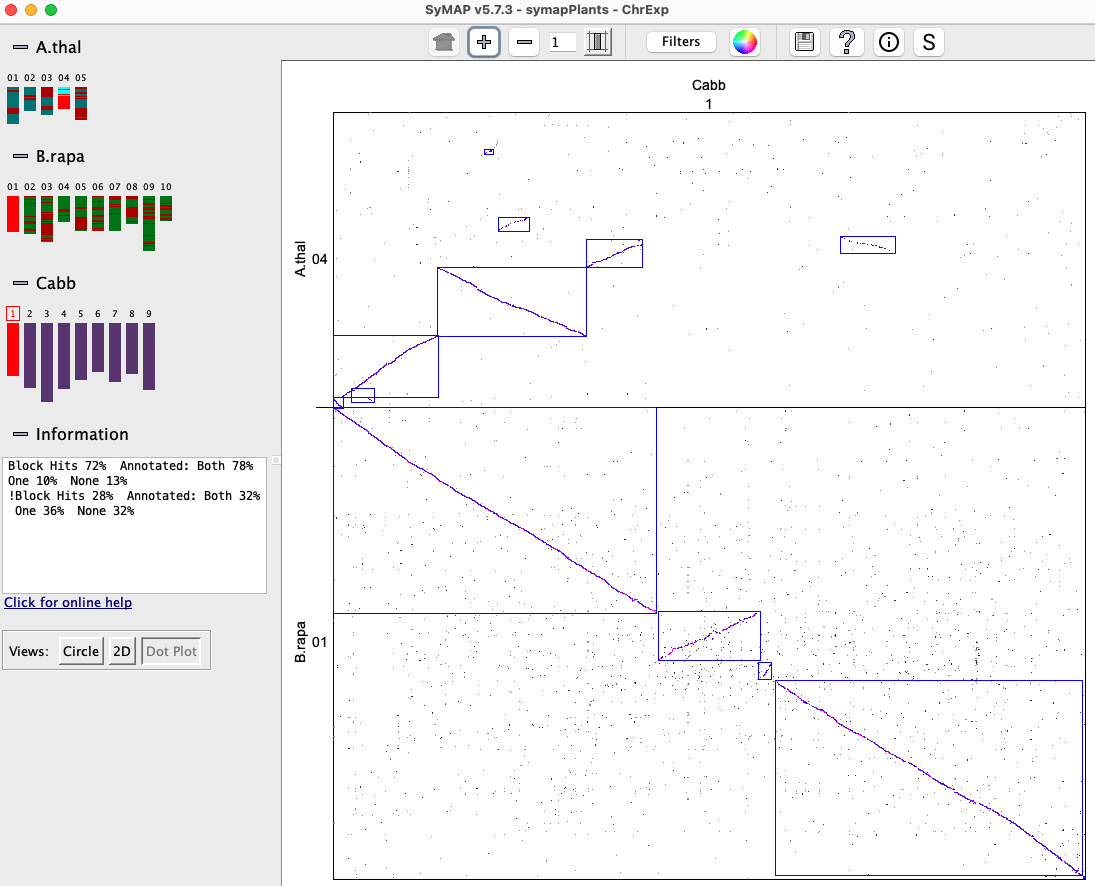 SyMAP v5.7.3 - symapPlants - ChrExp
1
Filters
?
S
A.thal
01 02 03 04 05
B.rapa
01 02 03 04 05 06 07 08 09 10
Cabb
1 2 3 4 5 6 7 8 9
Information
Block Hits 72%  Annotated: Both 78%
One 10%  None 13%
!Block Hits 28%  Annotated: Both 32%
One 36%  None 32%
Click for online help
Views: Circle 2D Dot Plot
Cabb
1
A.thal 04
B.rapa 01